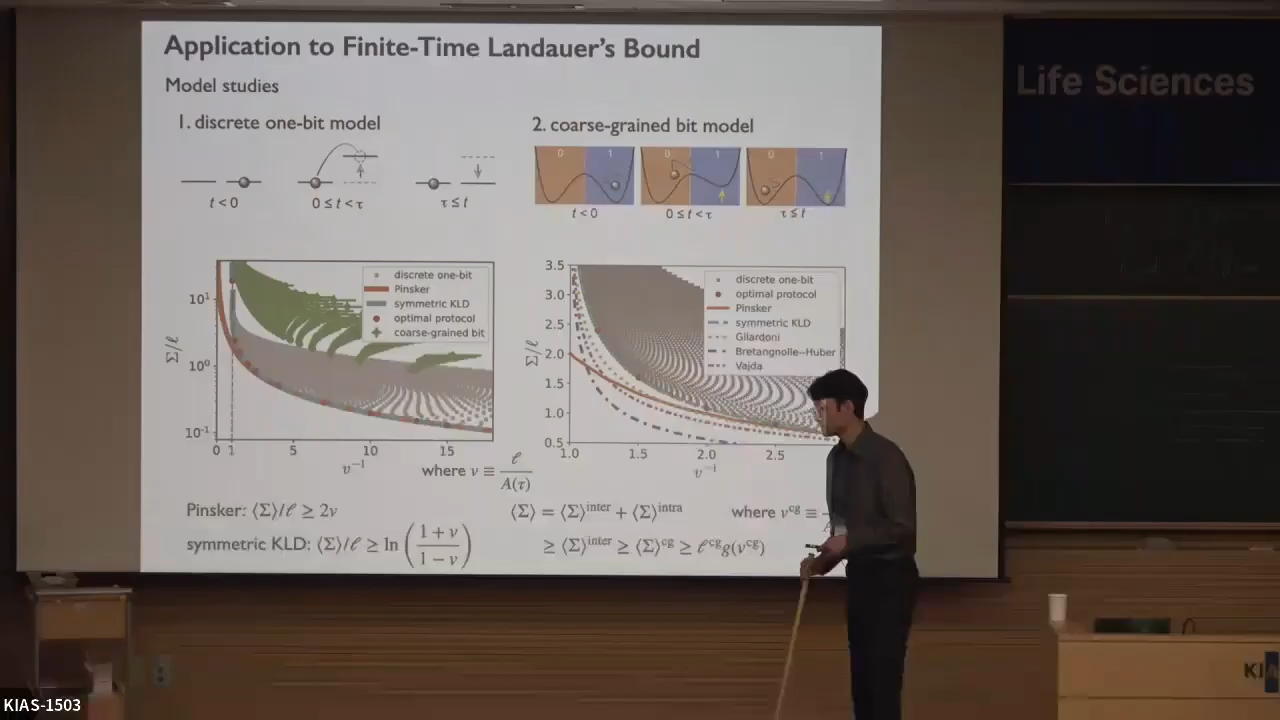 Application to Finite-Time Landauer's Bound
Model studies
1. discrete one-bit model
2. coarse-grained bit model
t < 0
0 ≤ t < τ
τ ≤ t
0 1
0 1
0 1
t < 0
0 ≤ t < τ
τ ≤ t
discrete one-bit
Pinsker
symmetric KLD
optimal protocol
coarse-grained bit
Σ/ℓ
10¹
10⁰
10⁻¹
0 1 5 10 15
v⁻¹
discrete one-bit
optimal protocol
Pinsker
symmetric KLD
Gilardoni
Bretangnolle-Huber
Vajda
Σ/ℓ
3.5
3.0
2.5
2.0
1.5
1.0
0.5
1.0 1.5 2.0 2.5
v⁻¹
where v ≡ ℓ / A(τ)
Pinsker: ⟨Σ⟩/ℓ ≥ 2v
symmetric KLD: ⟨Σ⟩/ℓ ≥ ln ((1 + v) / (1 − v))
⟨Σ⟩ = ⟨Σ⟩^inter + ⟨Σ⟩^intra where v^cg ≡
≥ ⟨Σ⟩^inter ≥ ⟨Σ⟩^cg ≥ ℓ^cg g(v^cg)
Life Sciences
KI
KIAS-1503